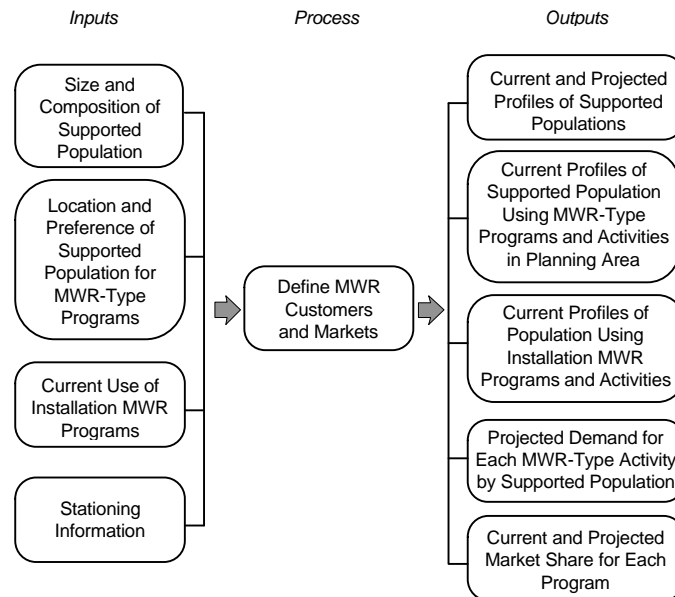 Inputs
Process
Outputs
Size and
Composition of
Supported
Population
Location and
Preference of
Supported
Population for
MWR-Type
Programs
Current Use of
Installation MWR
Programs
Stationing
Information
Define MWR
Customers
and Markets
Current and Projected
Profiles of Supported
Populations
Current Profiles of
Supported Population
Using MWR-Type
Programs and Activities
in Planning Area
Current Profiles of
Population Using
Installation MWR
Programs and Activities
Projected Demand for
Each MWR-Type Activity
by Supported Population
Current and Projected
Market Share for Each
Program